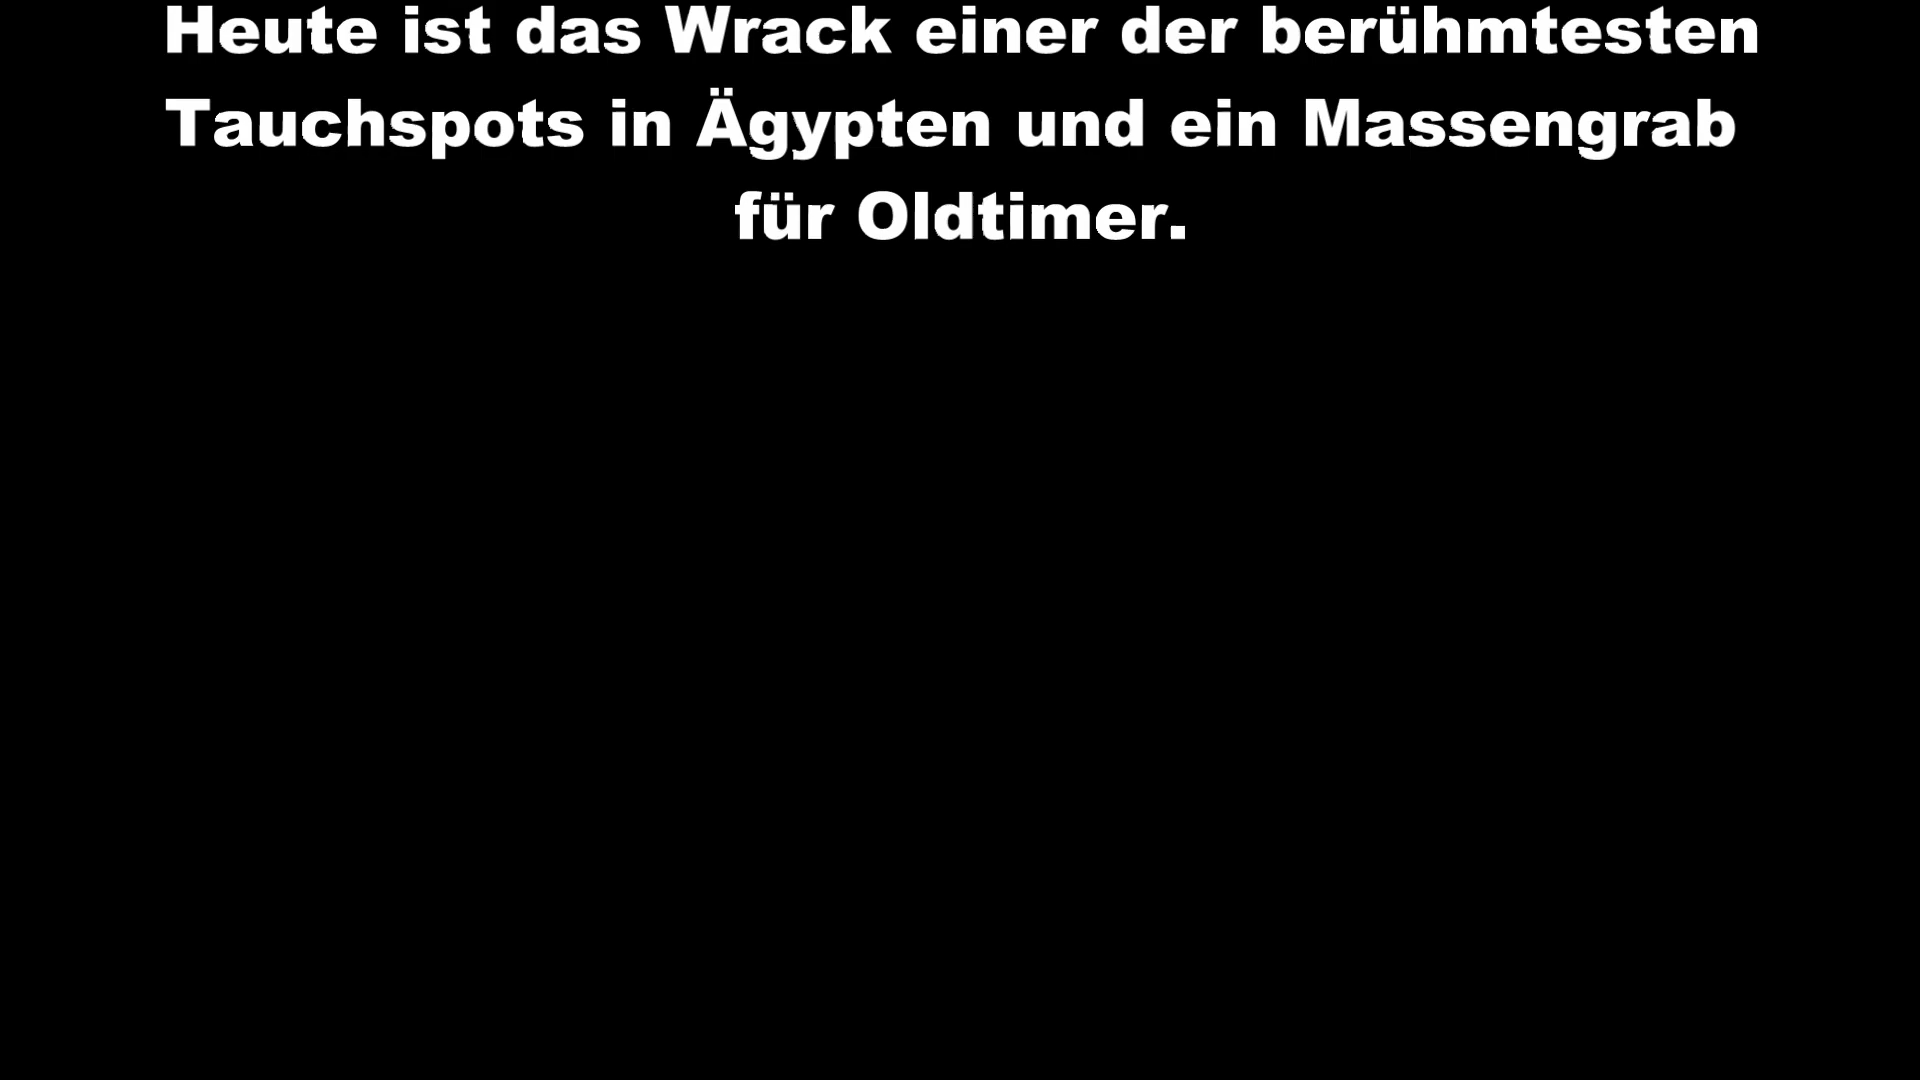 Heute ist das Wrack einer der berühmtesten
Tauchspots in Ägypten und ein Massengrab
für Oldtimer.